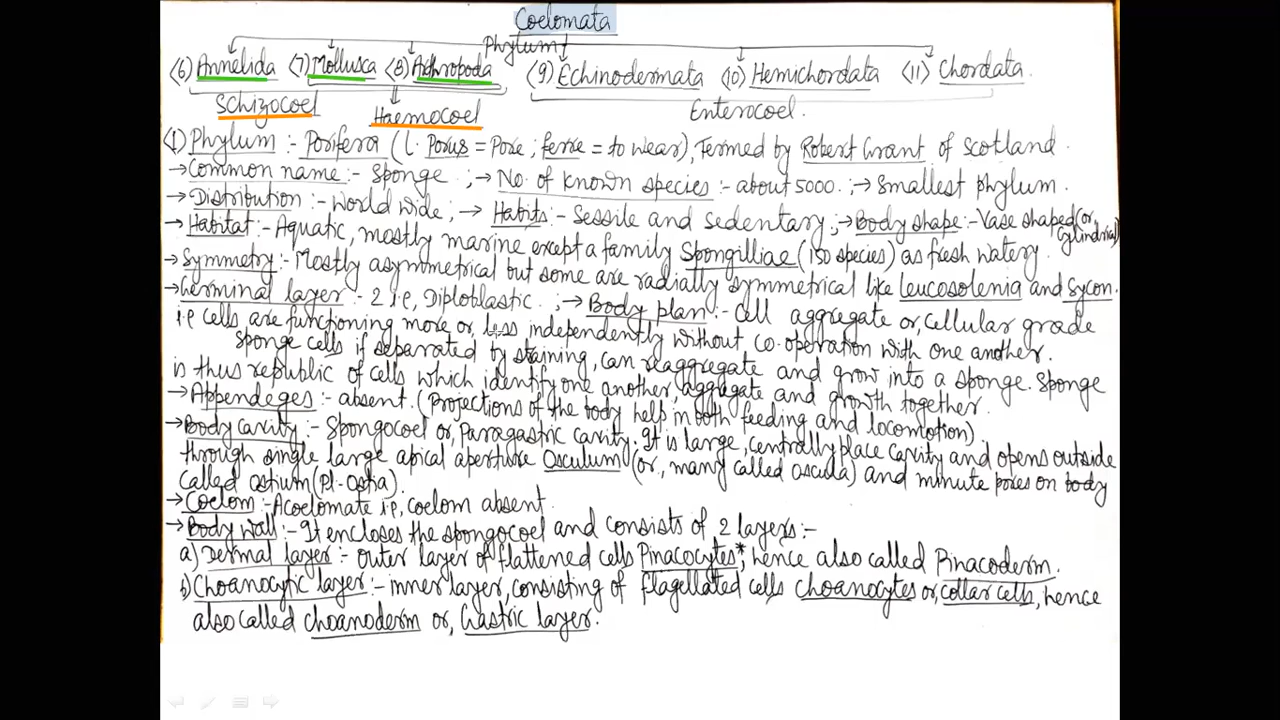 Coelomata
Phylum
(6) Annelida (7) Mollusca (8) Arthropoda (9) Echinodermata (10) Hemichordata (11) Chordata.
Schizocoel Haemocoel Enterocoel.
(1) Phylum :- Porifera (L. Porus = Pore ; ferre = to wear), Termed by Robert Grant of Scotland.
→ Common name :- Sponge ; → No. of known species :- about 5000. ; → Smallest phylum.
→ Distribution :- World wide ; → Habits :- Sessile and sedentary ; → Body shape :- Vase shaped (or, cylindrical)
→ Habitat :- Aquatic, mostly marine except a family Spongilliae (150 species) as fresh watery.
→ Symmetry :- Mostly asymmetrical but some are radially symmetrical like Leucosolenia and Sycon.
→ Germinal layer :- 2 i.e, Diploblastic. ; → Body plan :- Cell aggregate or, cellular grade
i.e cells are functioning more or less independently without co-operation with one another.
Sponge cells if separated by staining, can reaggregate and grow into a sponge. Sponge
is thus republic of cells which identify one another, aggregate and growth together.
→ Appendeges :- absent. (Projections of the body help in both feeding and locomotion)
→ Body cavity :- Spongocoel or, Paragastric cavity. It is large, centrally place cavity and opens outside
through single large apical aperture Osculum (or, many called oscula) and minute pores on body
called ostium (Pl.-Ostia).
→ Coelom :- Acoelomate i.e, coelom absent.
→ Body wall :- It encloses the spongocoel and consists of 2 layers :-
a) Dermal layer :- Outer layer of flattened cells Pinacocytes*, hence also called Pinacoderm.
b) Choanocytic layer :- inner layer, consisting of flagellated cells choanocytes or, collar cells, hence
also called choanoderm or, Gastric layer.